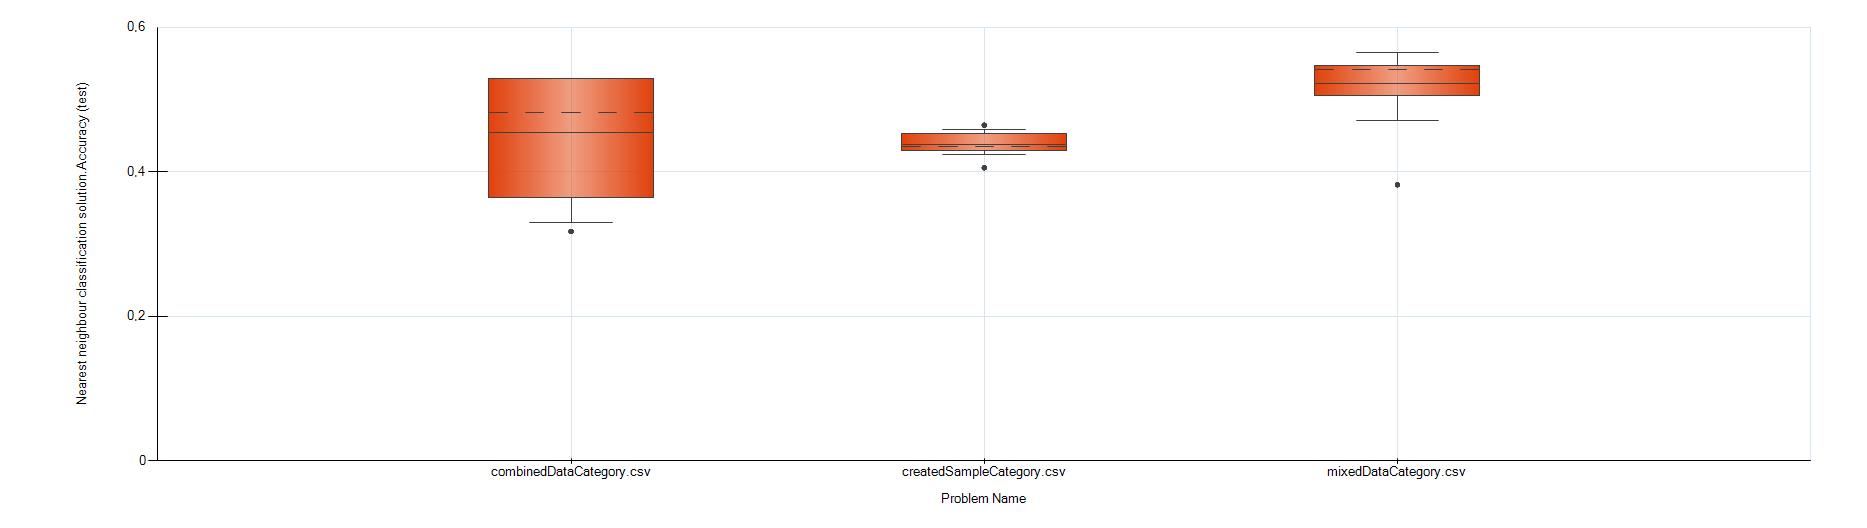 Nearest neighbour classification solution.Accuracy (test)
0,6
0,4
0,2
0
combinedDataCategory.csv
createdSampleCategory.csv
mixedDataCategory.csv
Problem Name